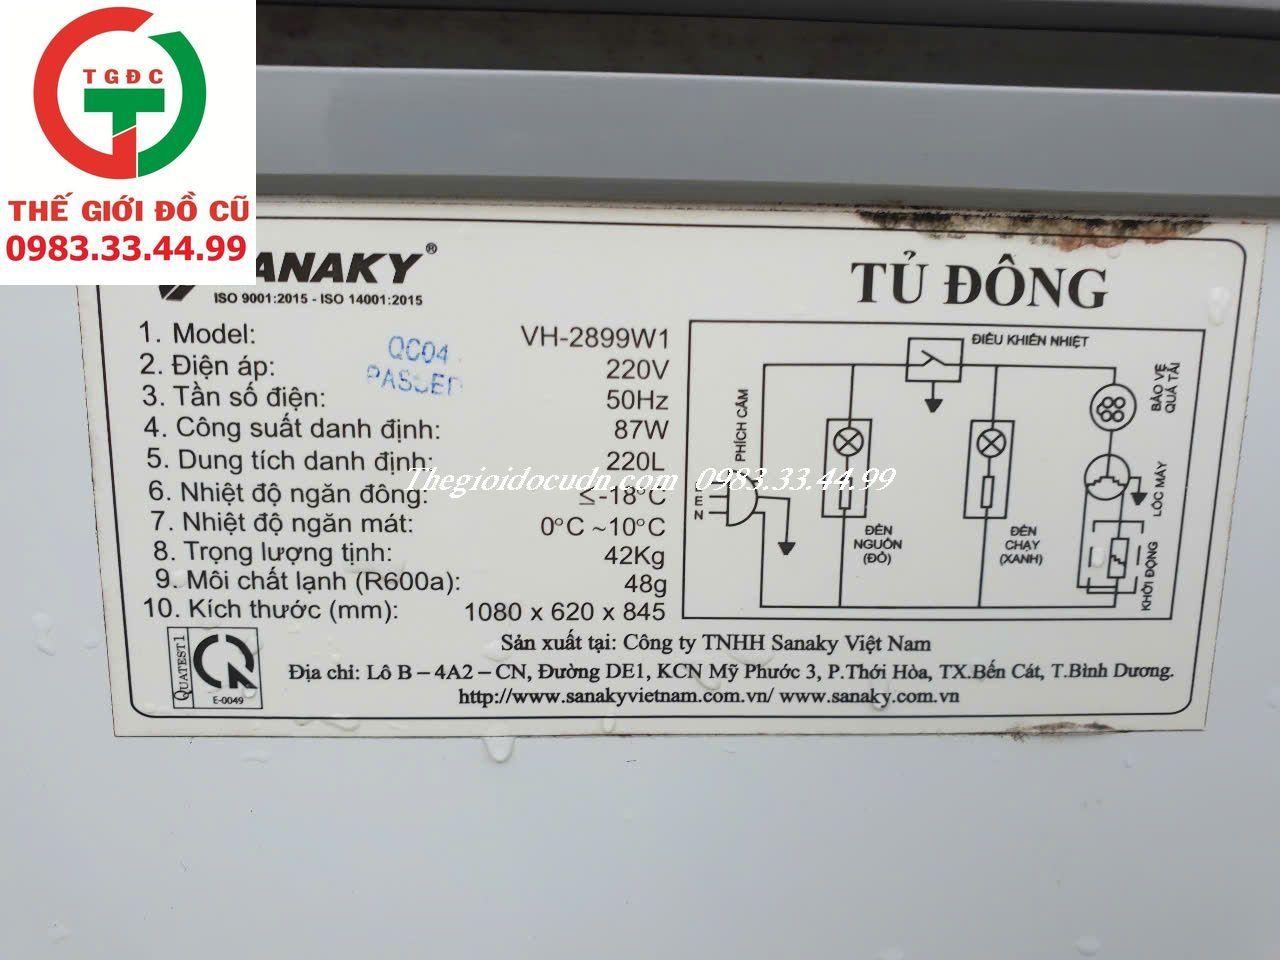 TGĐC
THẾ GIỚI ĐỒ CŨ
0983.33.44.99
SANAKY®
ISO 9001:2015 - ISO 14001:2015
TỦ ĐÔNG
1. Model: VH-2899W1
2. Điện áp: 220V
3. Tần số điện: 50Hz
4. Công suất danh định: 87W
5. Dung tích danh định: 220L
6. Nhiệt độ ngăn đông: ≤-18°C
7. Nhiệt độ ngăn mát: 0°C ~10°C
8. Trọng lượng tịnh: 42Kg
9. Môi chất lạnh (R600a): 48g
10. Kích thước (mm): 1080 x 620 x 845
QC04
PASSED
Thegioidocudn.com 0983.33.44.99
ĐIỀU KHIỂN NHIỆT
BẢO VỆ
QUÁ TẢI
PHÍCH CẮM
L
E
N
LỐC MÁY
ĐÈN
NGUỒN
(ĐỎ)
ĐÈN
CHẠY
(XANH)
KHỞI ĐỘNG
QUATEST1
E-0049
Sản xuất tại: Công ty TNHH Sanaky Việt Nam
Địa chỉ: Lô B – 4A2 – CN, Đường DE1, KCN Mỹ Phước 3, P.Thới Hòa, TX.Bến Cát, T.Bình Dương.
http://www.sanakyvietnam.com.vn/ www.sanaky.com.vn